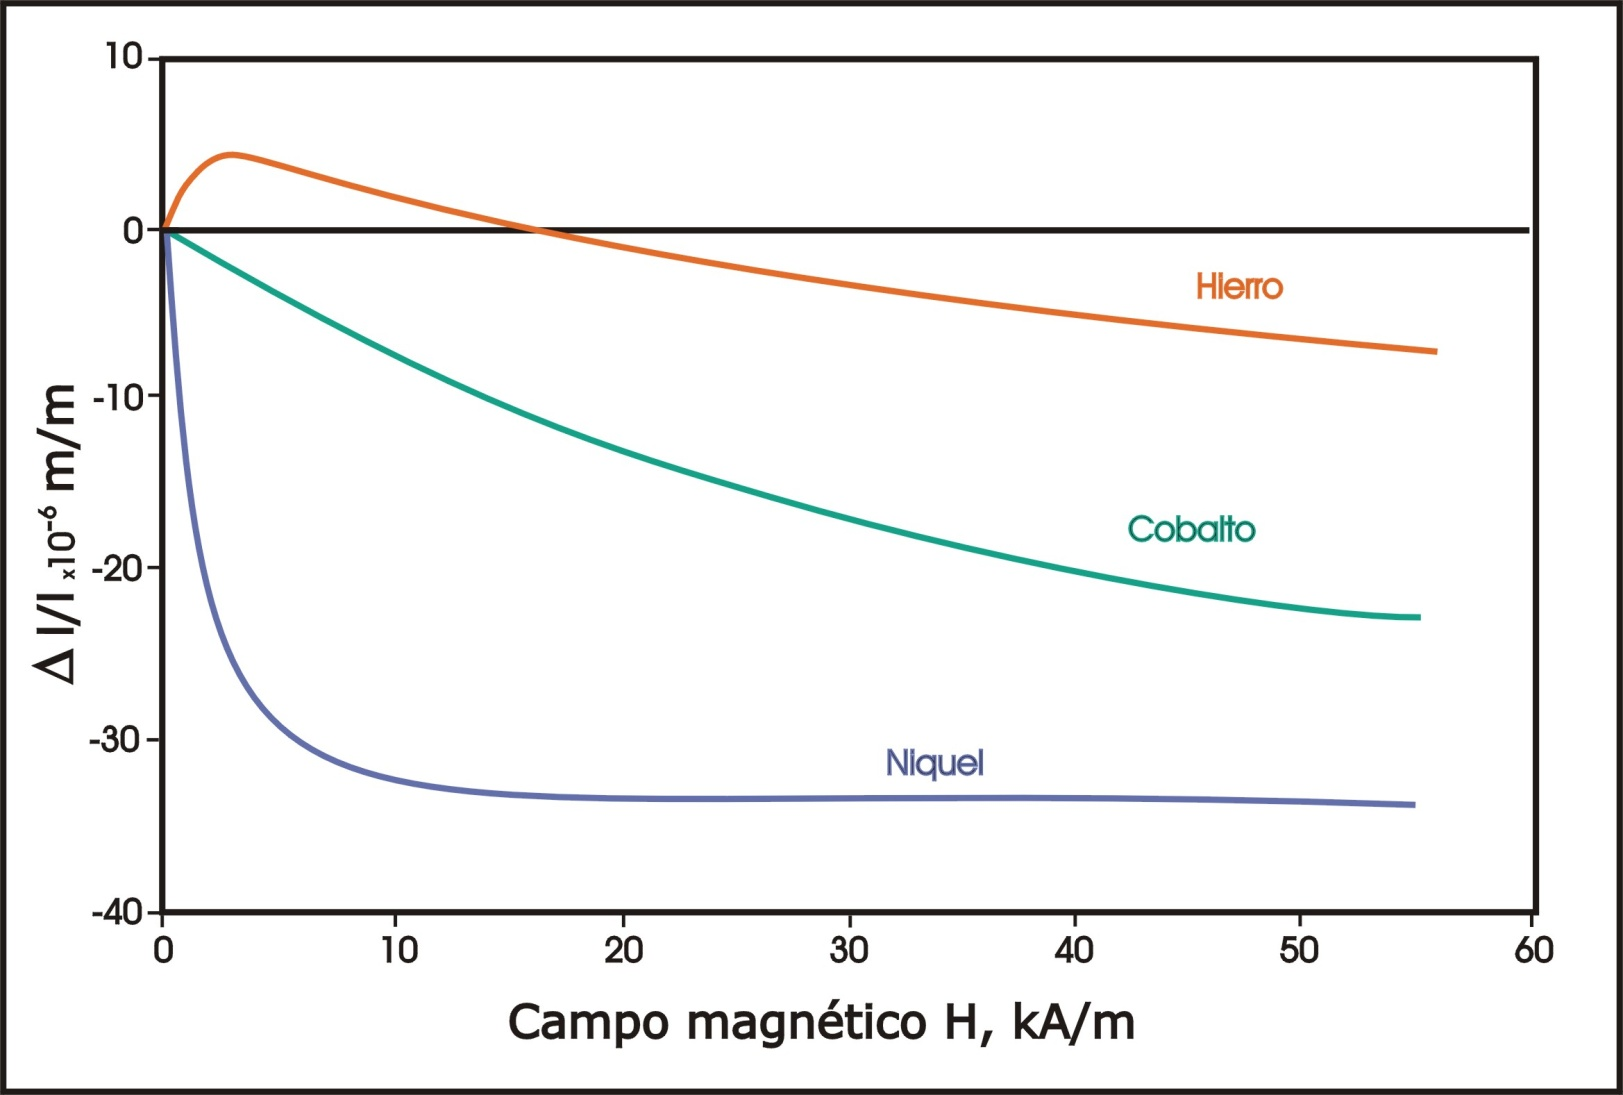 10
0
-10
-20
-30
-40
Δ l/l x10⁻⁶ m/m
Hierro
Cobalto
Niquel
0 10 20 30 40 50 60
Campo magnético H, kA/m